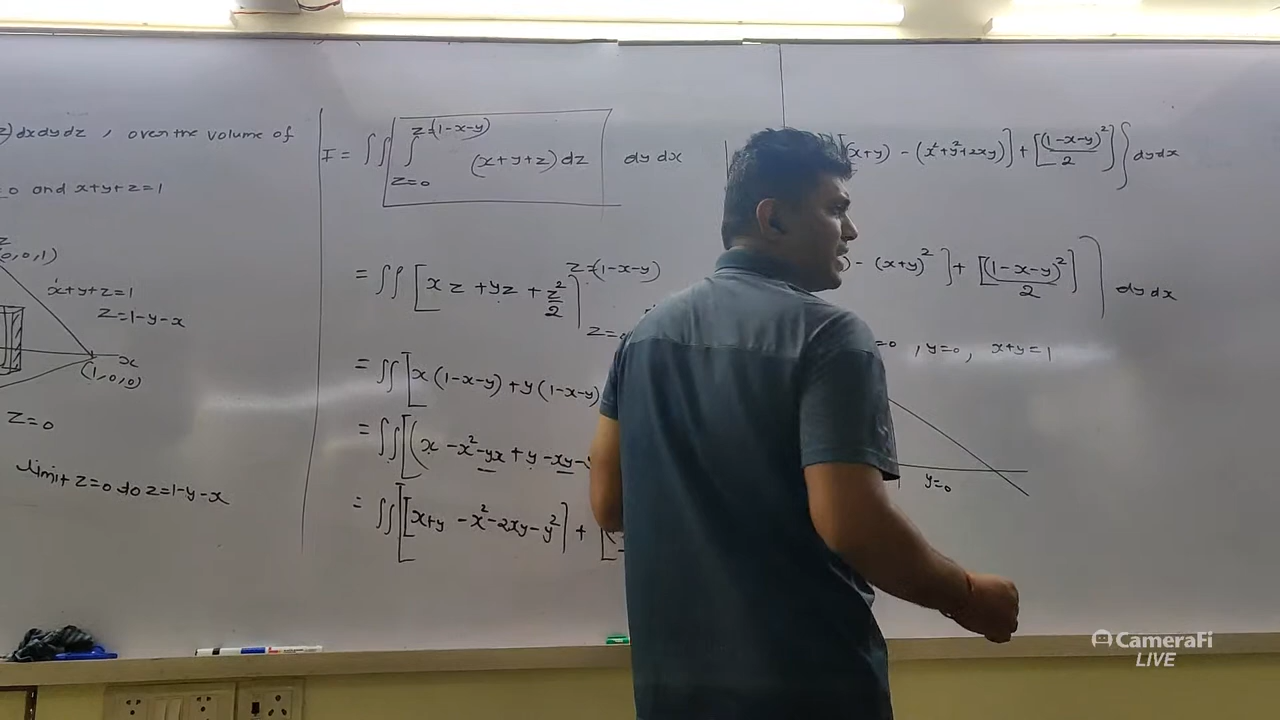 z) dxdydz , over the volume of
=0 and x+y+z=1
z
(0,0,1)
x+y+z=1
z=1-y-x
x
(1,0,0)
z=0
limit z=0 to z=1-y-x
I = ∫∫ ∫ z=0 z=(1-x-y) (x+y+z) dz dy dx
= ∫∫ [xz + yz + z²/2] z=(1-x-y) z=0
= ∫∫ [x(1-x-y) + y(1-x-y)
= ∫∫ [(x - x² - yx + y - xy -
= ∫∫ [[x+y - x² - 2xy - y²] + [
[(x+y) - (x²+y²+2xy)] + [(1-x-y)²/2] } dy dx
) - (x+y)²] + [(1-x-y)²/2] } dy dx
=0 , y=0, x+y=1
y=0
CameraFi
LIVE